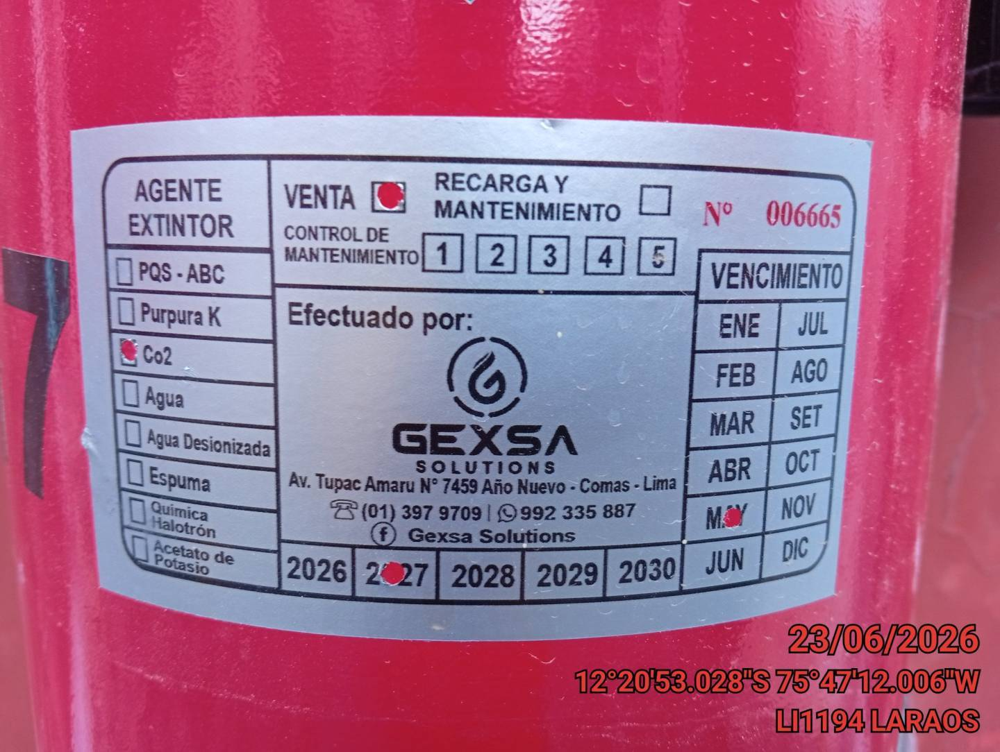 AGENTE
EXTINTOR
PQS - ABC
Purpura K
Co2
Agua
Agua Desionizada
Espuma
Quimica
Halotrón
Acetato de
Potasio
VENTA
RECARGA Y
MANTENIMIENTO
CONTROL DE
MANTENIMIENTO
1 2 3 4 5
Nº 006665
Efectuado por:
GEXSA
SOLUTIONS
Av. Tupac Amaru N° 7459 Año Nuevo - Comas - Lima
(01) 397 9709 | 992 335 887
f Gexsa Solutions
2026 2027 2028 2029 2030
VENCIMIENTO
ENE JUL
FEB AGO
MAR SET
ABR OCT
MAY NOV
JUN DIC
7
23/06/2026
12°20'53.028"S 75°47'12.006"W
LI1194 LARAOS